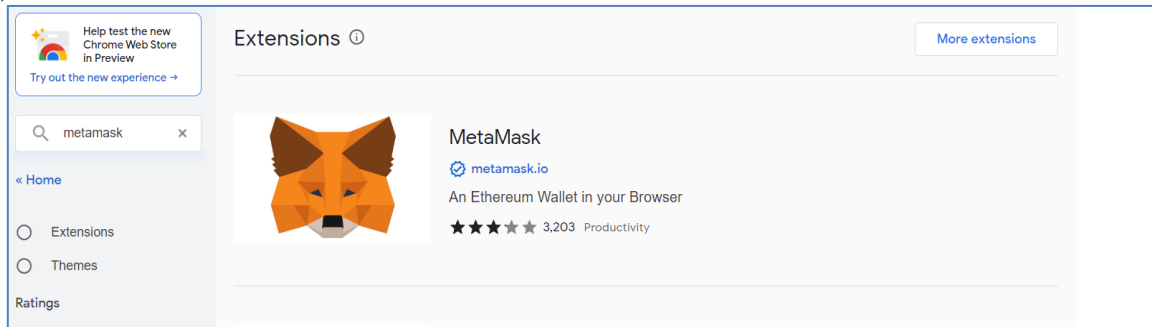 Help test the new
Chrome Web Store
in Preview
Try out the new experience →
metamask ×
« Home
Extensions
Themes
Ratings
Extensions
More extensions
MetaMask
metamask.io
An Ethereum Wallet in your Browser
3,203 Productivity